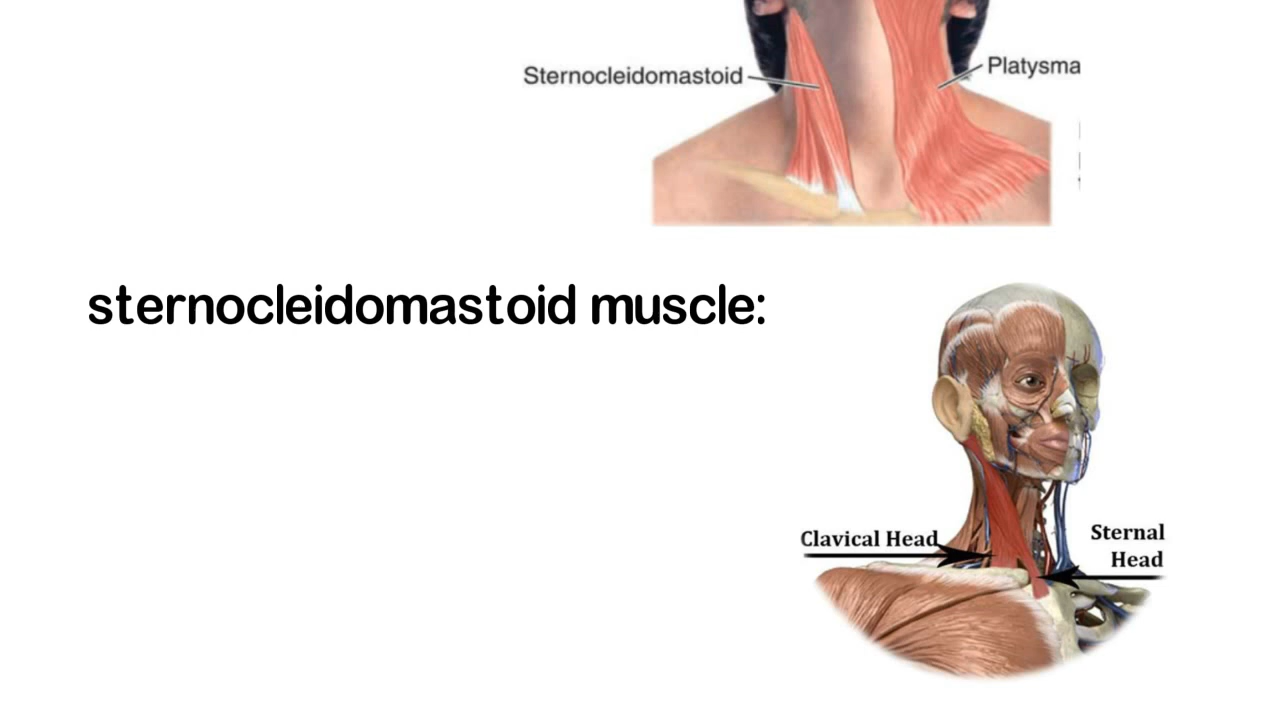 Sternocleidomastoid
Platysma
sternocleidomastoid muscle:
Clavical Head
Sternal
Head